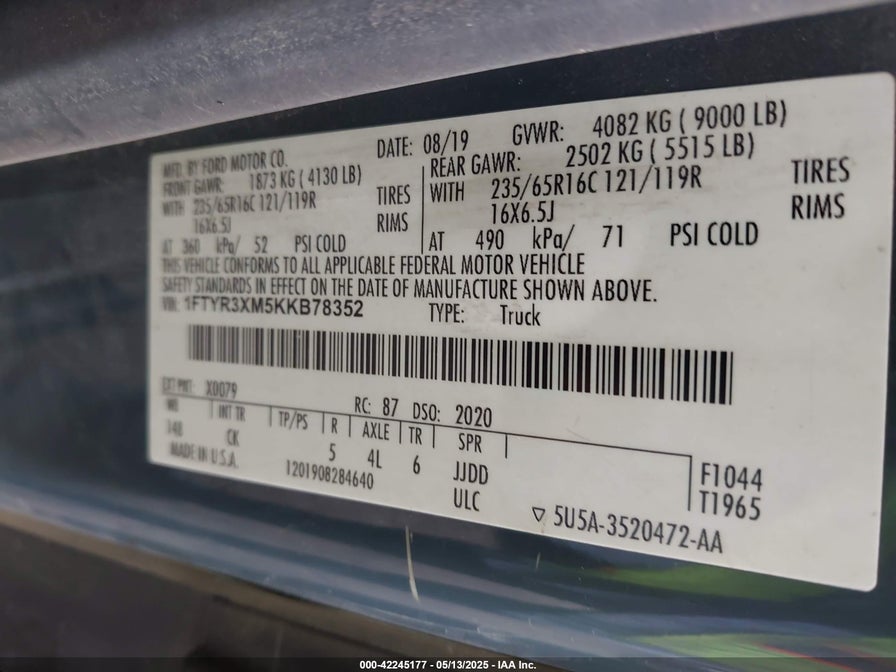 MFD. BY FORD MOTOR CO.
DATE: 08/19 GVWR: 4082 KG ( 9000 LB)
FRONT GAWR: 1873 KG ( 4130 LB)
WITH 235/65R16C 121/119R TIRES
16X6.5J RIMS
AT 360 kPa/ 52 PSI COLD
REAR GAWR: 2502 KG ( 5515 LB)
WITH 235/65R16C 121/119R TIRES
16X6.5J RIMS
AT 490 kPa/ 71 PSI COLD
THIS VEHICLE CONFORMS TO ALL APPLICABLE FEDERAL MOTOR VEHICLE
SAFETY STANDARDS IN EFFECT ON THE DATE OF MANUFACTURE SHOWN ABOVE.
VIN: 1FTYR3XM5KKB78352 TYPE: Truck
EXT PNT: X0079 RC: 87 DSO: 2020
WB INT TR TP/PS R AXLE TR SPR
148 CK 5 4L 6 JJDD
ULC
F1044
T1965
MADE IN U.S.A. 1201908284640
▽ 5U5A-3520472-AA
000-42245177 - 05/13/2025 - IAA Inc.